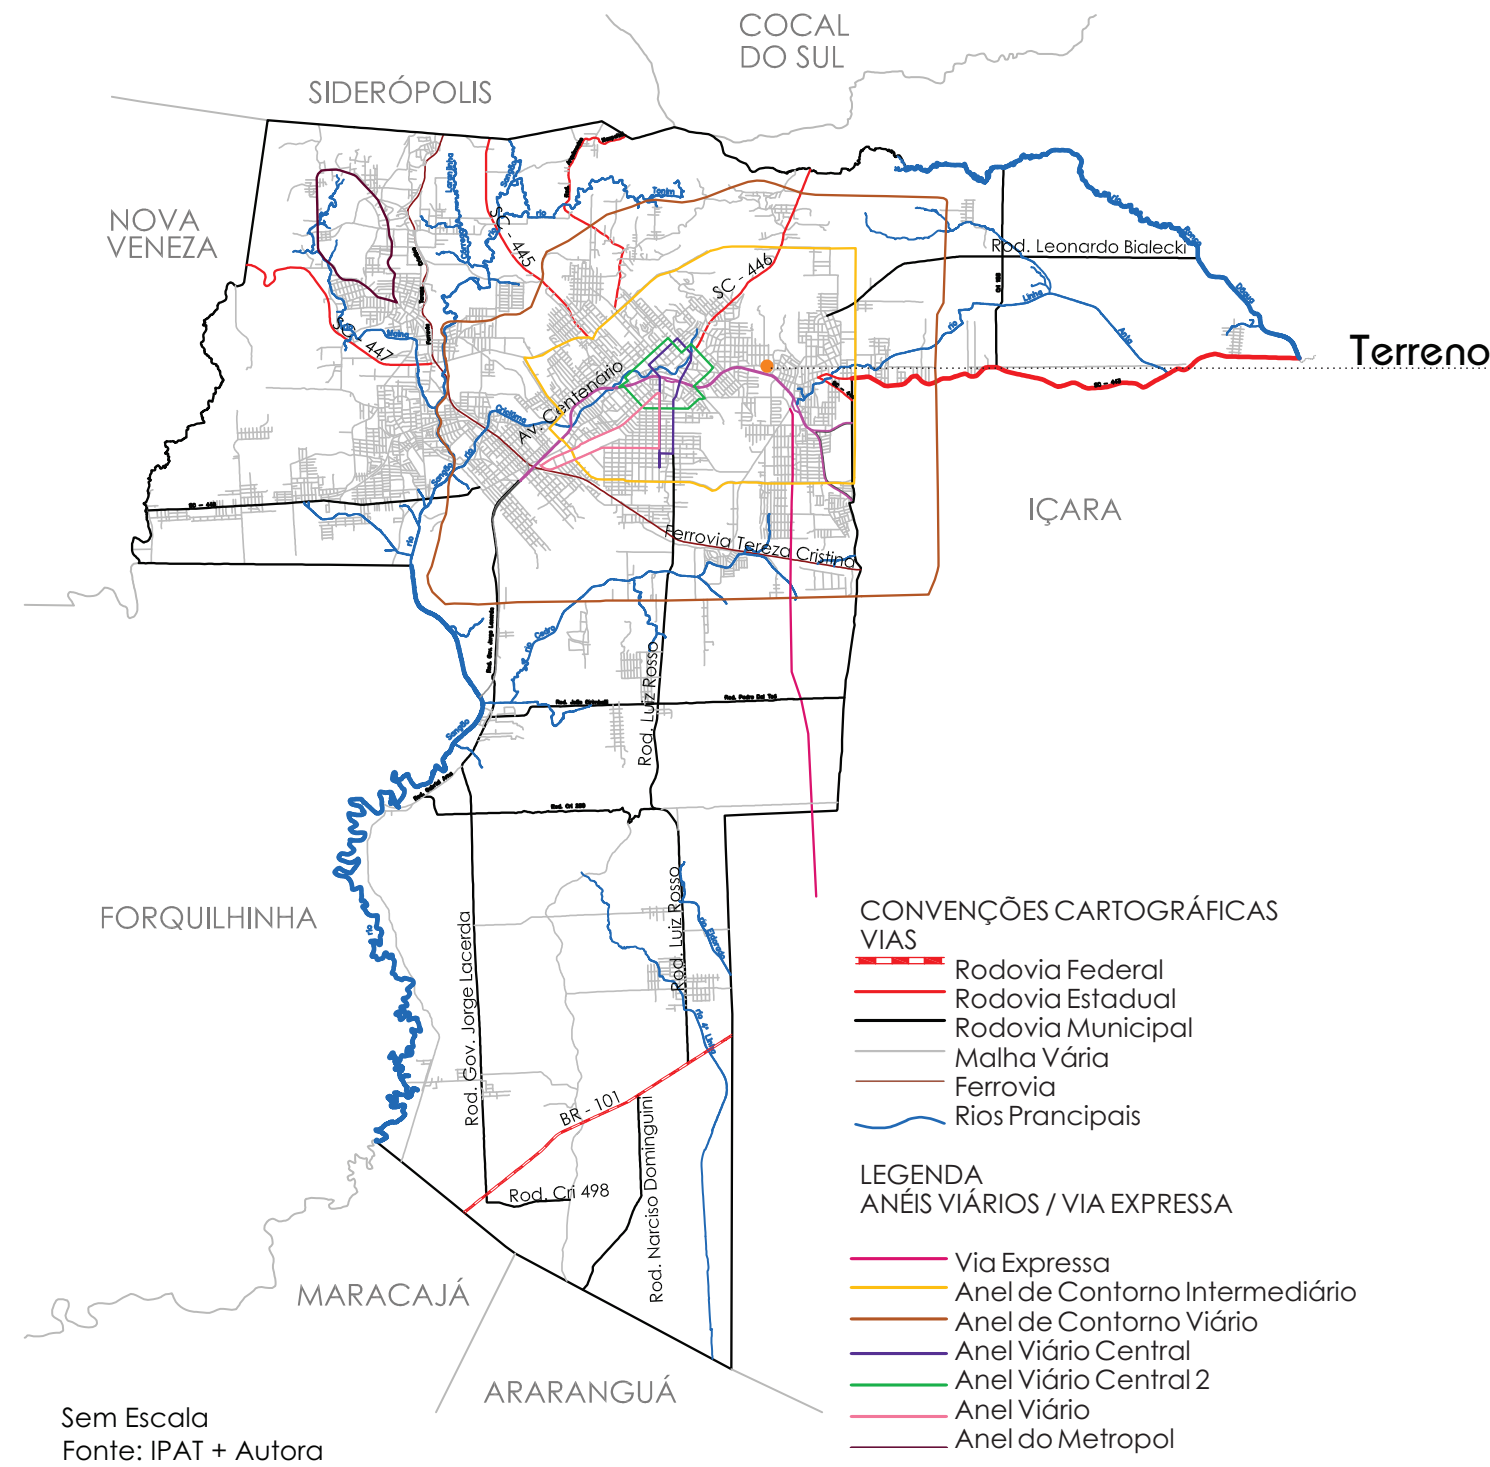 COCAL
DO SUL
SIDERÓPOLIS
NOVA
VENEZA
SC - 445
SC - 446
Rod. Leonardo Bialecki
SC - 447
Terreno
Av. Centenário
IÇARA
Ferrovia Tereza Cristina
Rod. Luiz Rosso
FORQUILHINHA
Rod. Gov. Jorge Lacerda
Rod. Luiz Rosso
BR - 101
Rod. Cri 498
Rod. Narciso Dominguini
MARACAJÁ
ARARANGUÁ
CONVENÇÕES CARTOGRÁFICAS
VIAS
Rodovia Federal
Rodovia Estadual
Rodovia Municipal
Malha Vária
Ferrovia
Rios Prancipais
LEGENDA
ANÉIS VIÁRIOS / VIA EXPRESSA
Via Expressa
Anel de Contorno Intermediário
Anel de Contorno Viário
Anel Viário Central
Anel Viário Central 2
Anel Viário
Anel do Metropol
Sem Escala
Fonte: IPAT + Autora